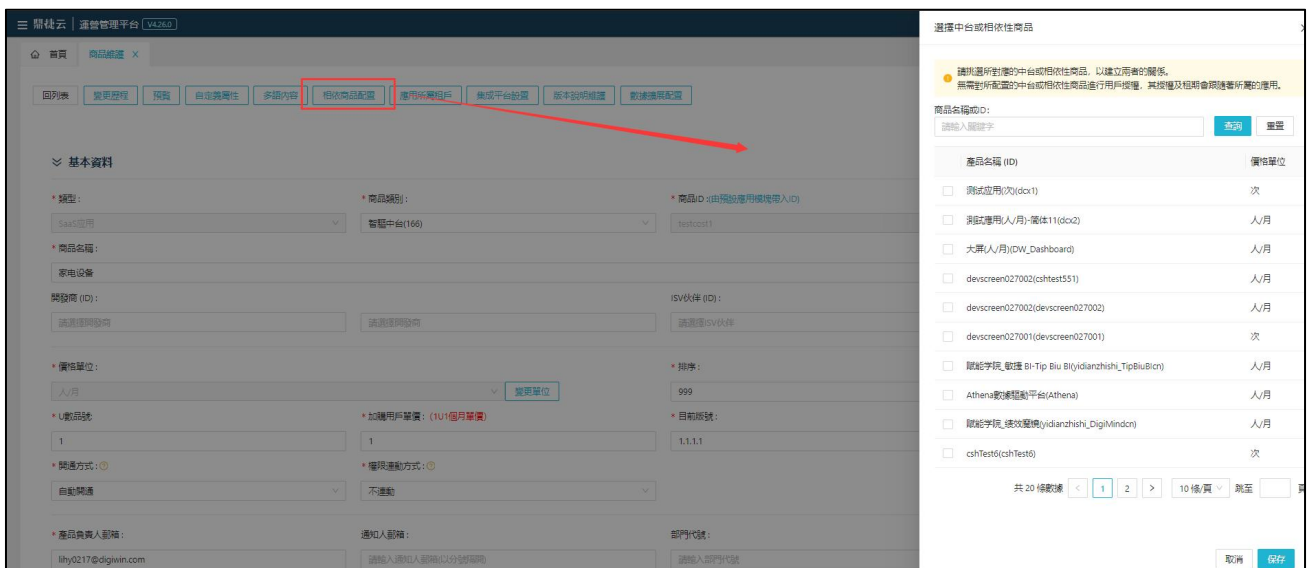 鼎捷云 運營管理平台 V4.26.0
首頁 商品維護 X
回列表 變更歷程 預覽 自定義屬性 多語內容 相依商品配置 應用所屬租戶 集成平台設置 版本說明維護 數據擴展配置
基本資料
* 類型: * 商品類別: * 商品ID:(由預設應用模塊帶入ID)
SaaS应用 智驅中台(166) testcost1
* 商品名稱:
家电设备
開發商 (ID): ISV伙伴 (ID):
請選擇開發商 請選擇開發商 請選擇ISV伙伴
* 價格單位: * 排序:
人/月 變更單位 999
* U數品號: * 加購用戶單價:(1U1個月單價) * 目前版號:
1 1 1.1.1.1
* 開通方式: * 權限連動方式:
自動開通 不連動
* 產品負責人郵箱: 通知人郵箱: 部門代號:
lihy0217@digiwin.com 請輸入通知人郵箱(以分號隔開) 請輸入部門代號
選擇中台或相依性商品
請挑選所對應的中台或相依性商品，以建立兩者的關係。
無需對所配置的中台或相依性商品進行用戶授權，其授權及租期會跟隨著所屬的應用。
商品名稱或ID:
請輸入關鍵字 查詢 重置
產品名稱 (ID) 價格單位
测试应用(次)(dcx1) 次
測試應用(人/月)-简体11(dcx2) 人/月
大屏(人/月)(DW_Dashboard) 人/月
devscreen027002(cshtest551) 人/月
devscreen027002(devscreen027002) 人/月
devscreen027001(devscreen027001) 次
赋能学院_敏捷 BI-Tip Biu BI(yidianzhishi_TipBiuBIcn) 人/月
Athena數據驅動平台(Athena) 人/月
赋能学院_绩效魔镜(yidianzhishi_DigiMindcn) 人/月
cshTest6(cshTest6) 次
共 20 條數據 < 1 2 > 10 條/頁 跳至 頁
取消 保存